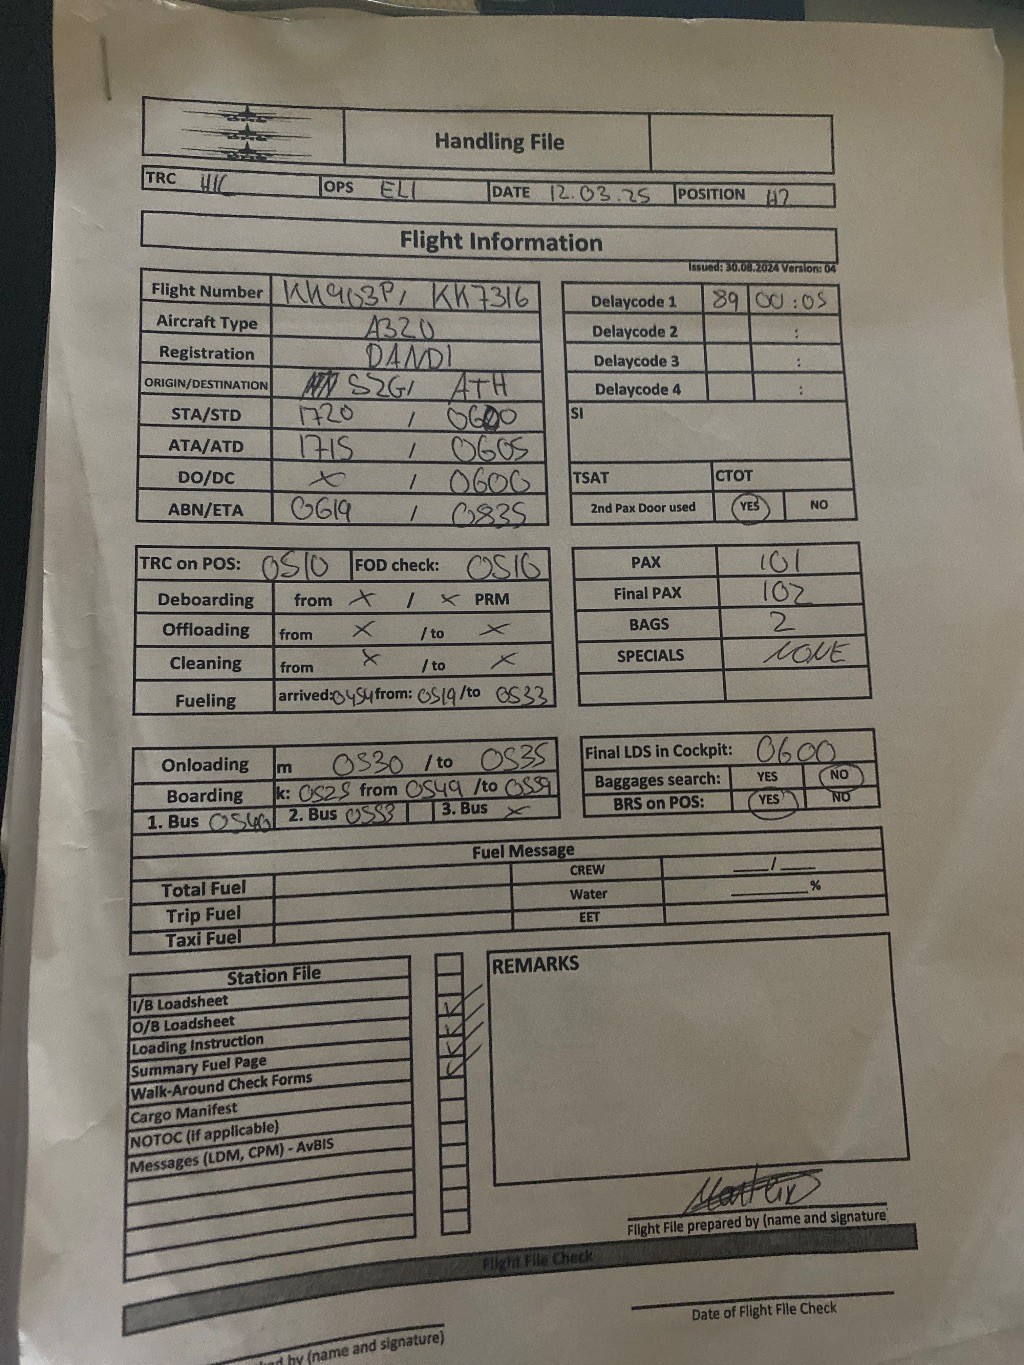 Handling File
TRC HIC OPS ELI DATE 12.03.25 POSITION H2
Flight Information
Issued: 30.08.2024 Version: 04
Flight Number KK963P / KK7316
Aircraft Type A320
Registration DANDI
ORIGIN/DESTINATION SZG / ATH
STA/STD 1720 / 0600
ATA/ATD 1715 / 0605
DO/DC x / 0600
ABN/ETA 0619 / 0835
Delaycode 1 89 00:05
Delaycode 2 :
Delaycode 3 :
Delaycode 4 :
SI
TSAT CTOT
2nd Pax Door used YES NO
TRC on POS: 0510 FOD check: 0516
Deboarding from x / x PRM
Offloading from x / to x
Cleaning from x / to x
Fueling arrived: 0454 from: 0519 / to 0533
PAX 101
Final PAX 102
BAGS 2
SPECIALS NONE
Onloading m 0530 / to 0535
Boarding k: 0525 from 0549 / to 0559
1. Bus 0546 2. Bus 0553 3. Bus x
Final LDS in Cockpit: 0600
Baggages search: YES NO
BRS on POS: YES NO
Fuel Message
Total Fuel CREW ___/___
Trip Fuel Water ______%
Taxi Fuel EET
Station File
I/B Loadsheet
O/B Loadsheet
Loading Instruction
Summary Fuel Page
Walk-Around Check Forms
Cargo Manifest
NOTOC (if applicable)
Messages (LDM, CPM) - AvBIS
REMARKS
Flight File prepared by (name and signature
Flight File Check
Date of Flight File Check
by (name and signature)